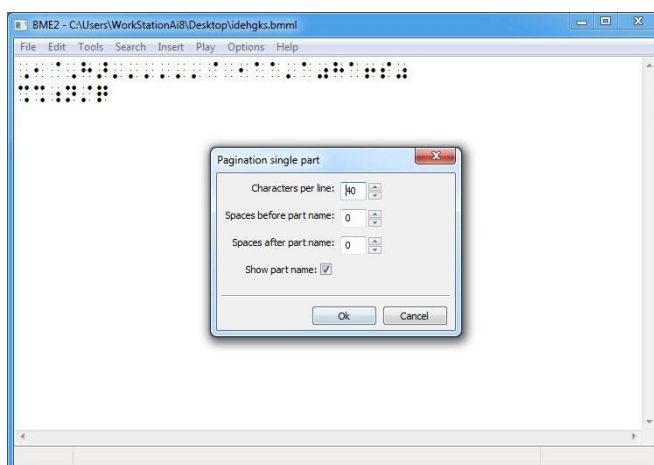 BME2 - C:\Users\WorkStationAi8\Desktop\idehgks.bmml
File Edit Tools Search Insert Play Options Help
Pagination single part
Characters per line: 40
Spaces before part name: 0
Spaces after part name: 0
Show part name:
Ok Cancel